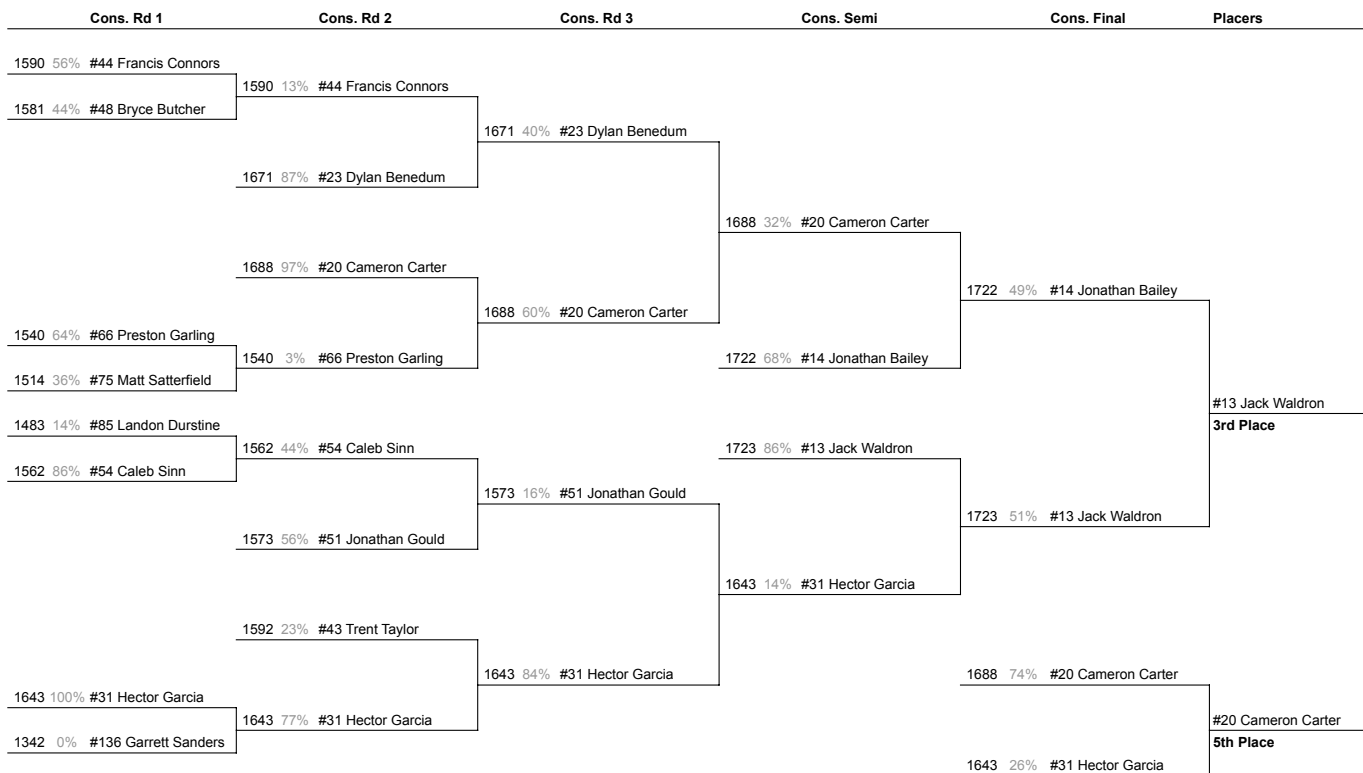 Cons. Rd 1 Cons. Rd 2 Cons. Rd 3 Cons. Semi Cons. Final Placers
1590 56% #44 Francis Connors
1590 13% #44 Francis Connors
1581 44% #48 Bryce Butcher
1671 40% #23 Dylan Benedum
1671 87% #23 Dylan Benedum
1688 32% #20 Cameron Carter
1688 97% #20 Cameron Carter
1722 49% #14 Jonathan Bailey
1688 60% #20 Cameron Carter
1540 64% #66 Preston Garling
1540 3% #66 Preston Garling
1722 68% #14 Jonathan Bailey
1514 36% #75 Matt Satterfield
#13 Jack Waldron
3rd Place
1483 14% #85 Landon Durstine
1562 44% #54 Caleb Sinn
1723 86% #13 Jack Waldron
1562 86% #54 Caleb Sinn
1573 16% #51 Jonathan Gould
1723 51% #13 Jack Waldron
1573 56% #51 Jonathan Gould
1643 14% #31 Hector Garcia
1592 23% #43 Trent Taylor
1643 84% #31 Hector Garcia
1688 74% #20 Cameron Carter
1643 100% #31 Hector Garcia
1643 77% #31 Hector Garcia
#20 Cameron Carter
1342 0% #136 Garrett Sanders
5th Place
1643 26% #31 Hector Garcia